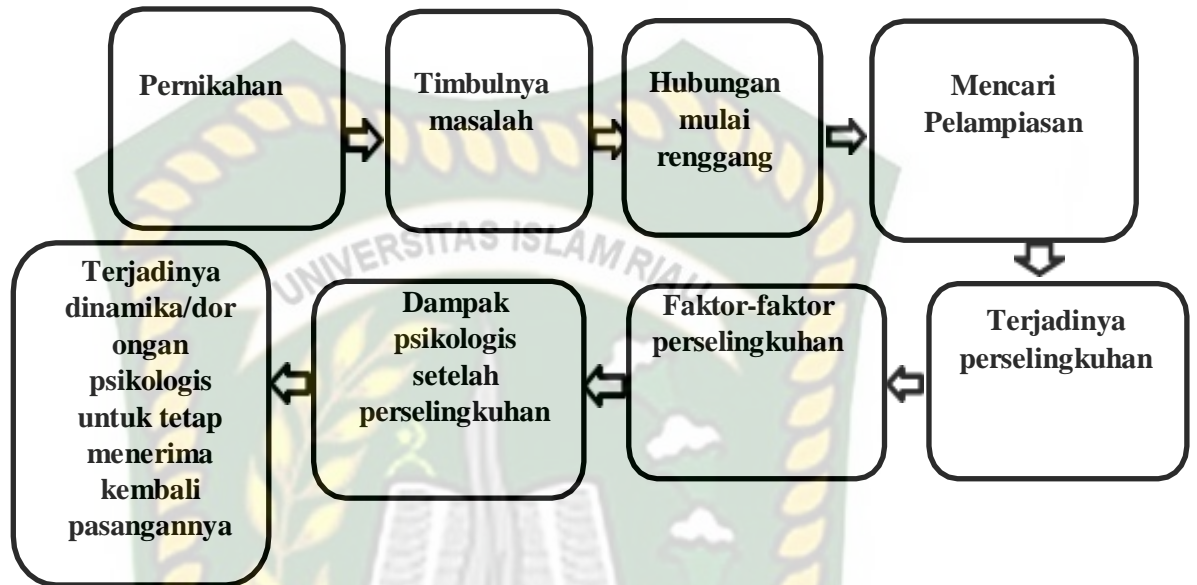 Pernikahan
Timbulnya
masalah
Hubungan
mulai
renggang
Mencari
Pelampiasan
Terjadinya
perselingkuhan
Faktor-faktor
perselingkuhan
Dampak
psikologis
setelah
perselingkuhan
Terjadinya
dinamika/dor
ongan
psikologis
untuk tetap
menerima
kembali
pasangannya
UNIVERSITAS ISLAM RIAU